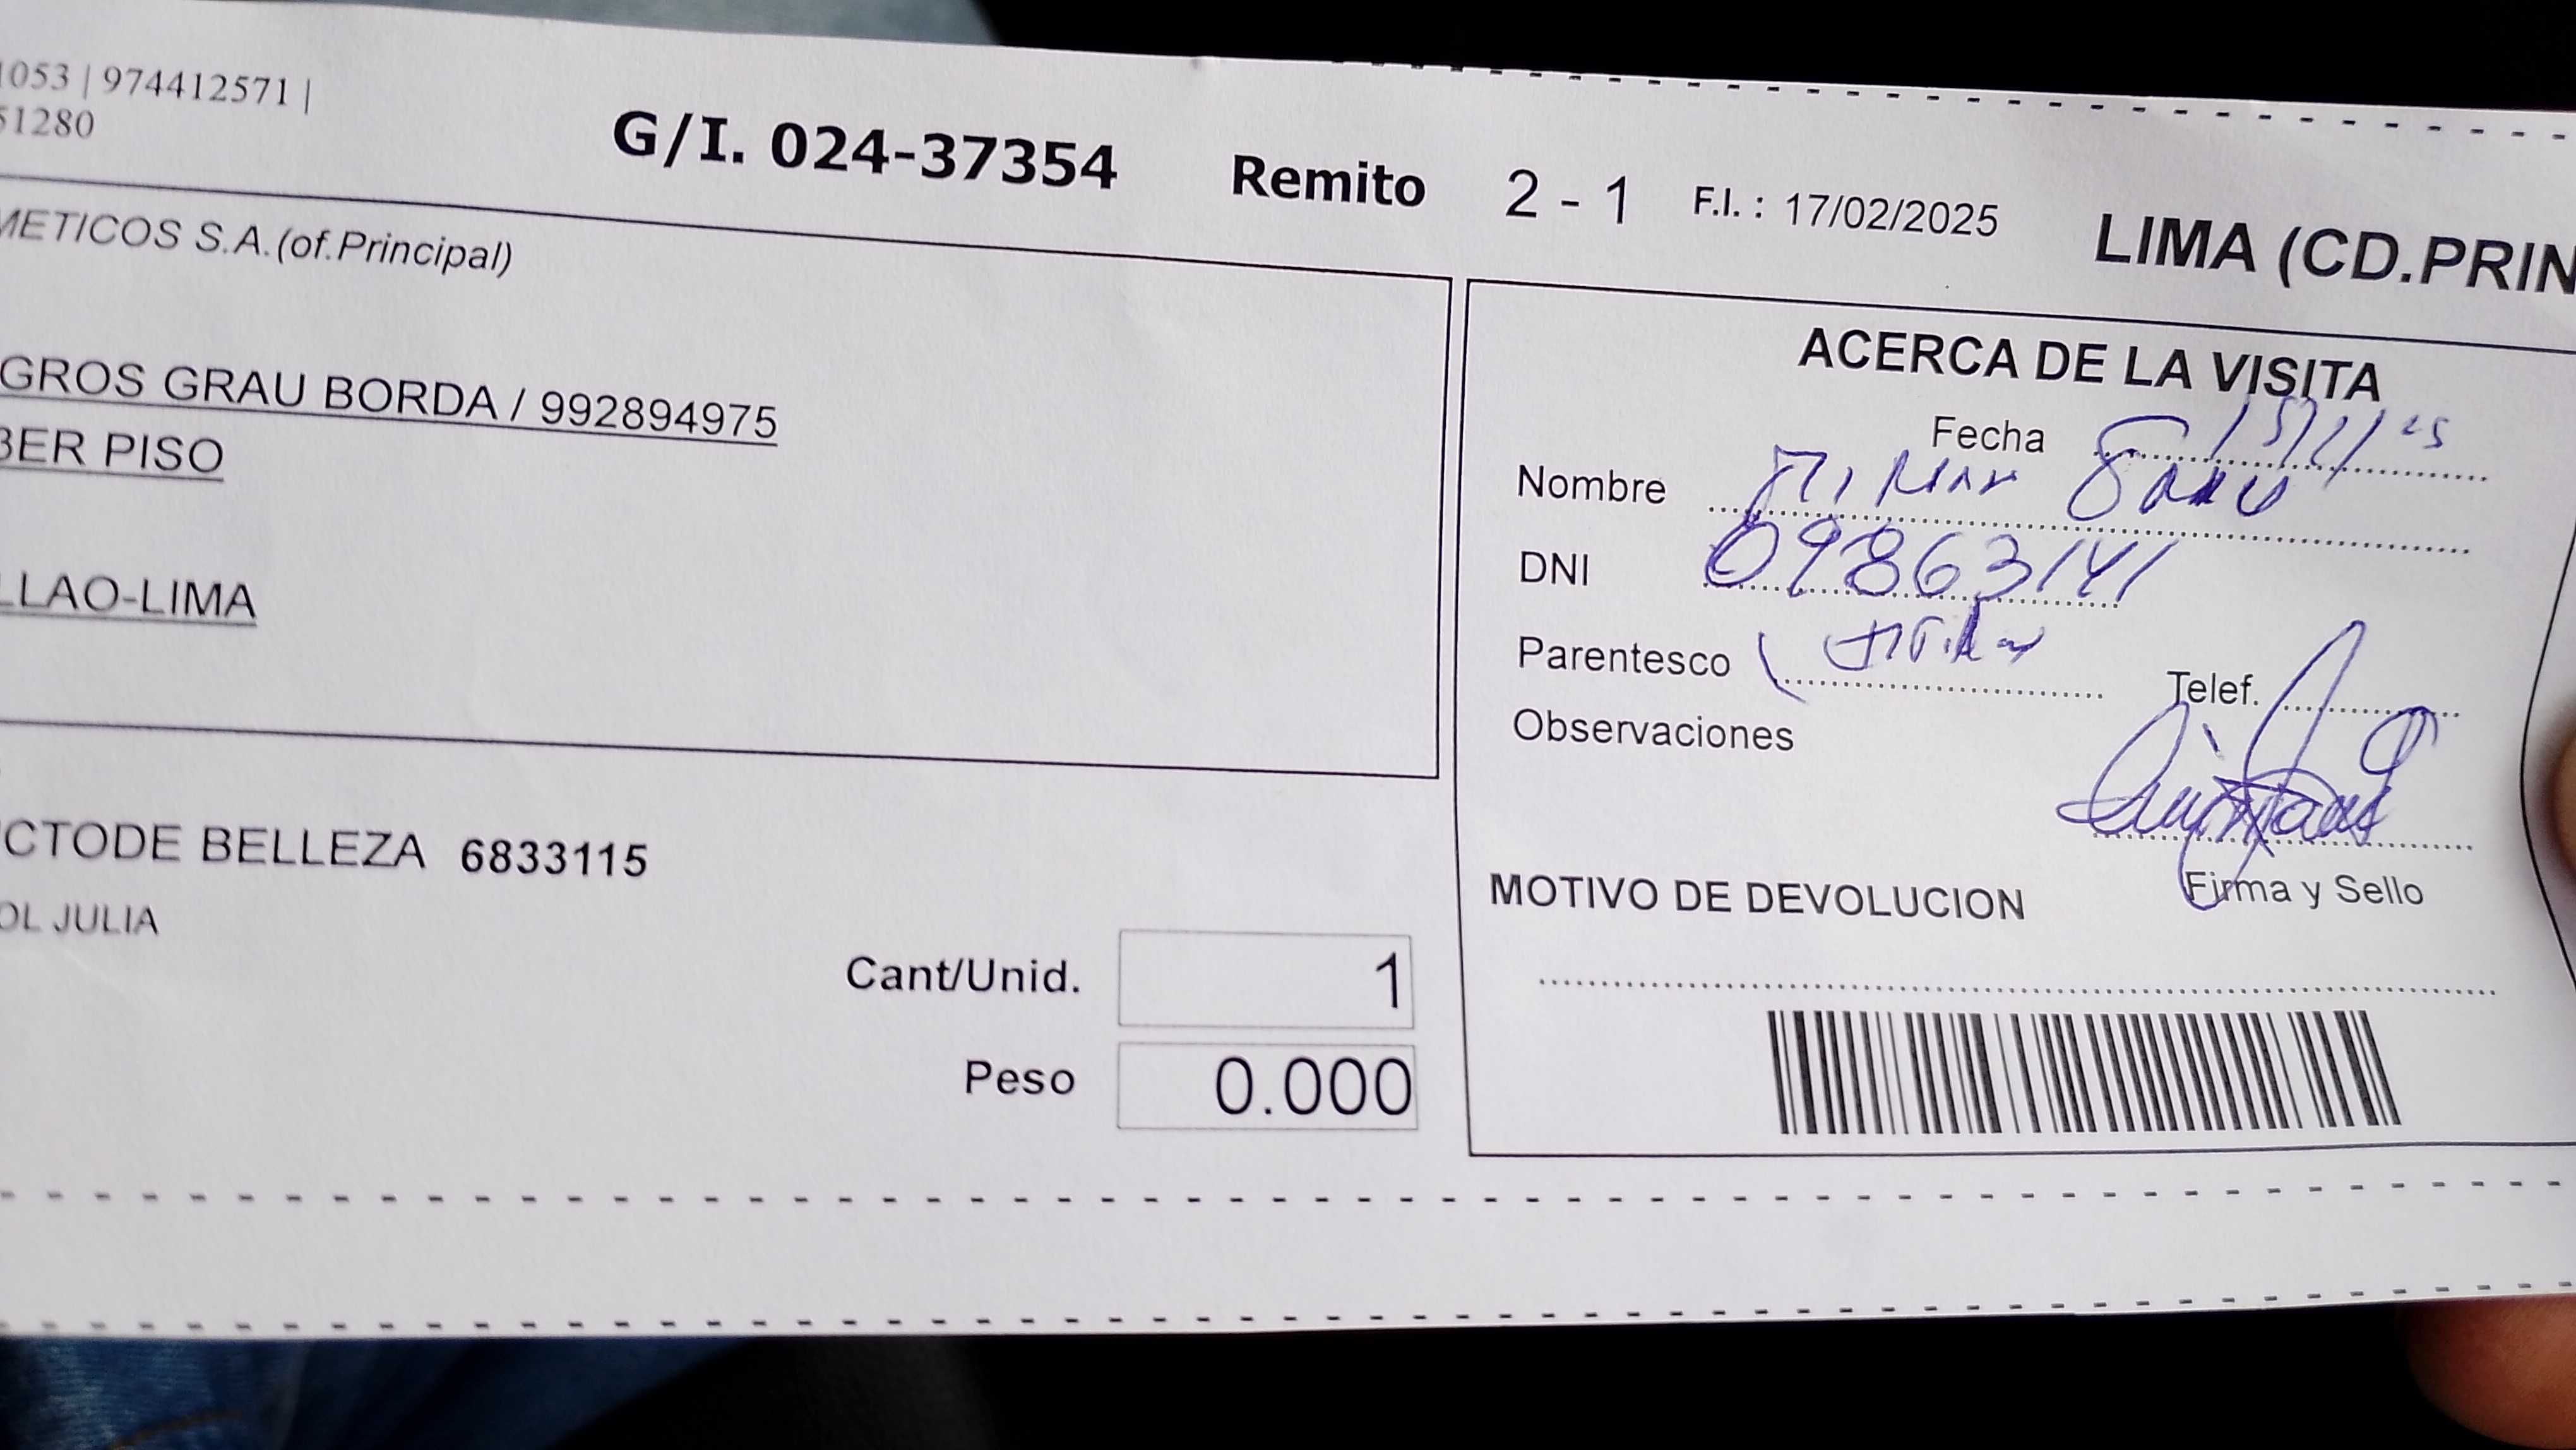 1053 | 974412571 |
51280
G/I. 024-37354 Remito 2 - 1 F.I. : 17/02/2025 LIMA (CD.PRIN
METICOS S.A.(of.Principal)
GROS GRAU BORDA / 992894975
BER PISO
LLAO-LIMA
CTODE BELLEZA 6833115
OL JULIA
Cant/Unid. 1
Peso 0.000
ACERCA DE LA VISITA
Fecha
Nombre
DNI 09863141
Parentesco
Telef.
Observaciones
Firma y Sello
MOTIVO DE DEVOLUCION